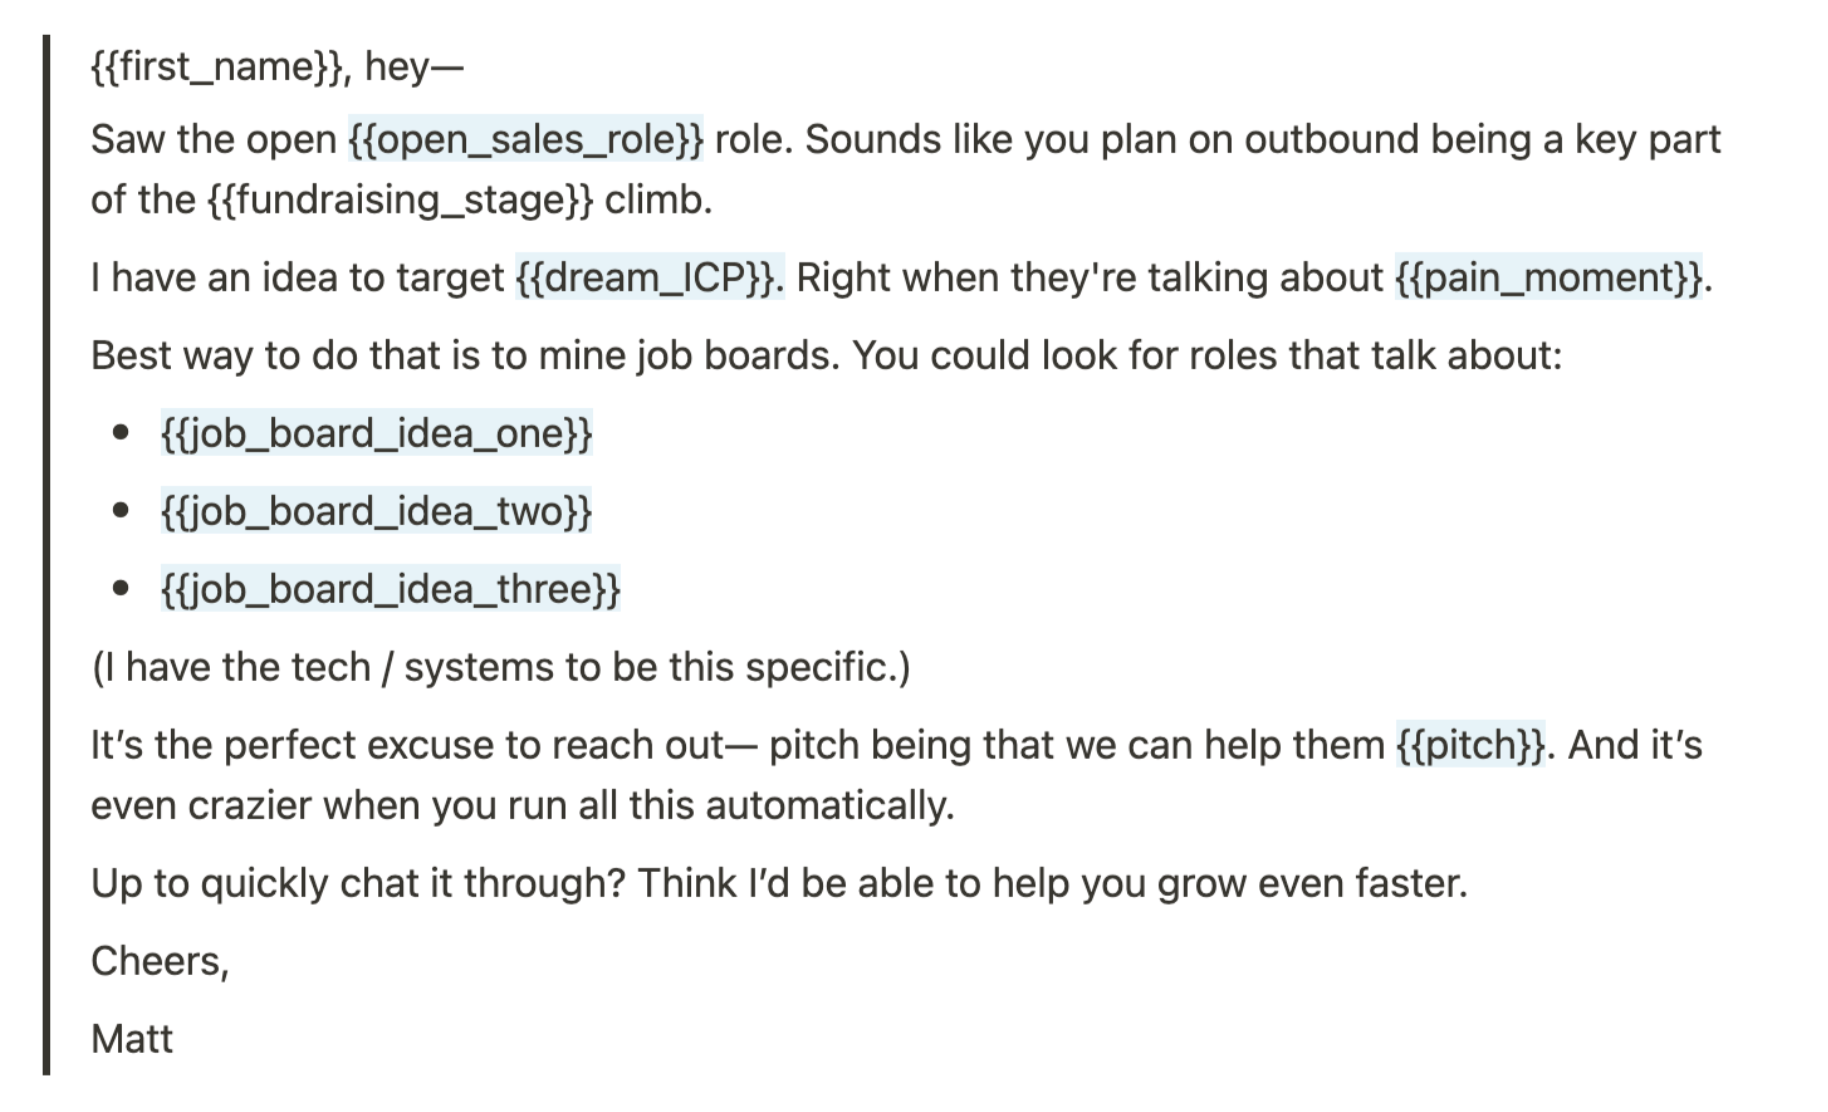 {{first_name}}, hey—
Saw the open {{open_sales_role}} role. Sounds like you plan on outbound being a key part
of the {{fundraising_stage}} climb.
I have an idea to target {{dream_ICP}}. Right when they're talking about {{pain_moment}}.
Best way to do that is to mine job boards. You could look for roles that talk about:
• {{job_board_idea_one}}
• {{job_board_idea_two}}
• {{job_board_idea_three}}
(I have the tech / systems to be this specific.)
It’s the perfect excuse to reach out— pitch being that we can help them {{pitch}}. And it’s
even crazier when you run all this automatically.
Up to quickly chat it through? Think I’d be able to help you grow even faster.
Cheers,
Matt